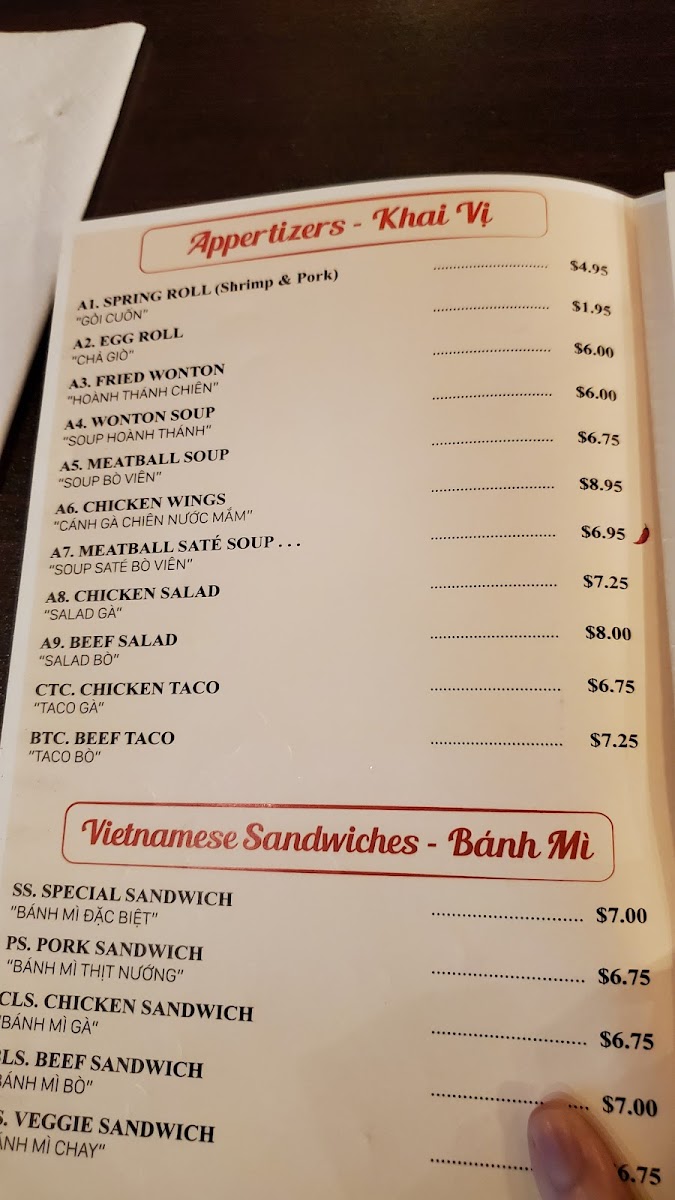 Appertizers - Khai Vị
A1. SPRING ROLL (Shrimp & Pork) $4.95
"GỎI CUỐN"
A2. EGG ROLL $1.95
"CHẢ GIÒ"
A3. FRIED WONTON $6.00
"HOÀNH THÁNH CHIÊN"
A4. WONTON SOUP $6.00
"SOUP HOÀNH THÁNH"
A5. MEATBALL SOUP $6.75
"SOUP BÒ VIÊN"
A6. CHICKEN WINGS $8.95
"CÁNH GÀ CHIÊN NƯỚC MẮM"
A7. MEATBALL SATÉ SOUP . . . $6.95
"SOUP SATÉ BÒ VIÊN"
A8. CHICKEN SALAD $7.25
"SALAD GÀ"
A9. BEEF SALAD $8.00
"SALAD BÒ"
CTC. CHICKEN TACO $6.75
"TACO GÀ"
BTC. BEEF TACO $7.25
"TACO BÒ"
Vietnamese Sandwiches - Bánh Mì
SS. SPECIAL SANDWICH $7.00
"BÁNH MÌ ĐẶC BIỆT"
PS. PORK SANDWICH $6.75
"BÁNH MÌ THỊT NƯỚNG"
CLS. CHICKEN SANDWICH $6.75
"BÁNH MÌ GÀ"
LS. BEEF SANDWICH $7.00
BÁNH MÌ BÒ"
S. VEGGIE SANDWICH 6.75
ÁNH MÌ CHAY"